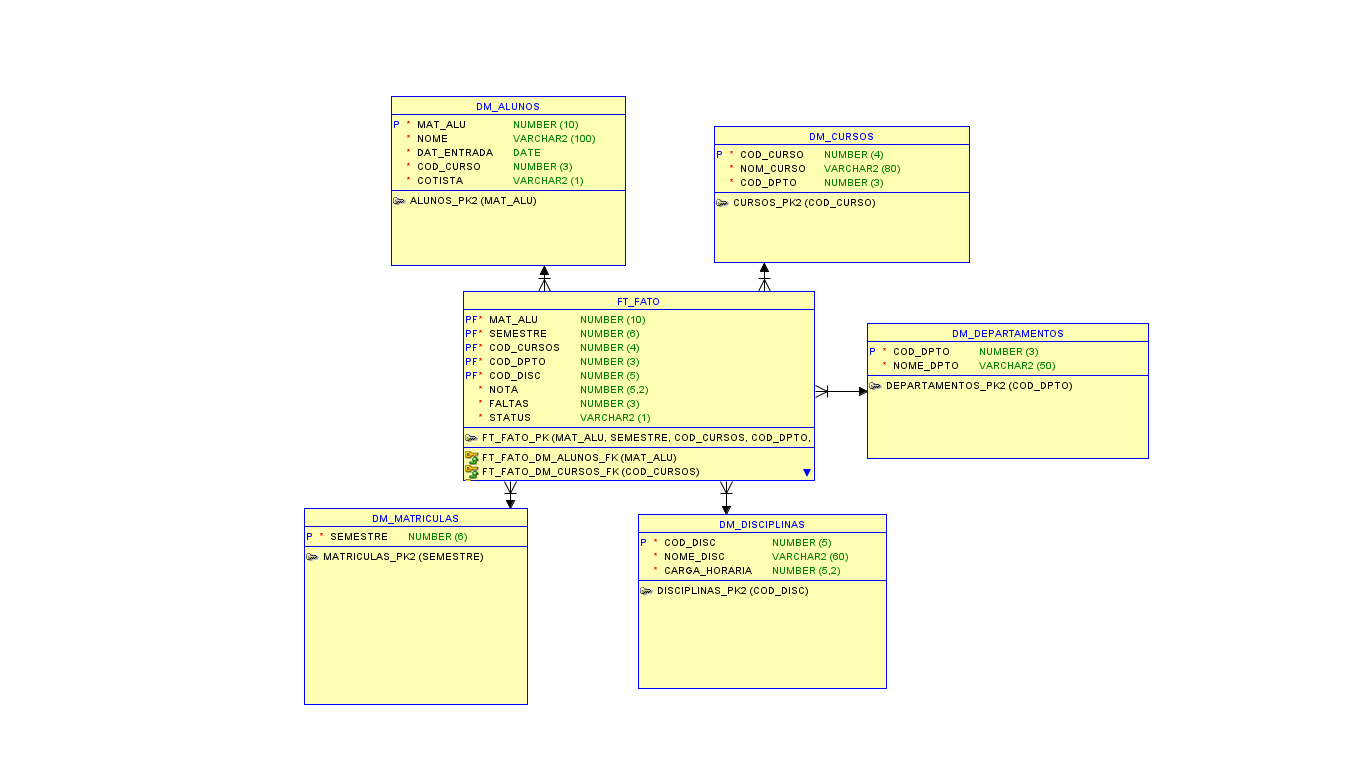 DM_ALUNOS
P * MAT_ALU NUMBER (10)
* NOME VARCHAR2 (100)
* DAT_ENTRADA DATE
* COD_CURSO NUMBER (3)
* COTISTA VARCHAR2 (1)
ALUNOS_PK2 (MAT_ALU)
DM_CURSOS
P * COD_CURSO NUMBER (4)
* NOM_CURSO VARCHAR2 (80)
* COD_DPTO NUMBER (3)
CURSOS_PK2 (COD_CURSO)
FT_FATO
PF* MAT_ALU NUMBER (10)
PF* SEMESTRE NUMBER (6)
PF* COD_CURSOS NUMBER (4)
PF* COD_DPTO NUMBER (3)
PF* COD_DISC NUMBER (5)
* NOTA NUMBER (5,2)
* FALTAS NUMBER (3)
* STATUS VARCHAR2 (1)
FT_FATO_PK (MAT_ALU, SEMESTRE, COD_CURSOS, COD_DPTO,
FT_FATO_DM_ALUNOS_FK (MAT_ALU)
FT_FATO_DM_CURSOS_FK (COD_CURSOS)
DM_DEPARTAMENTOS
P * COD_DPTO NUMBER (3)
* NOME_DPTO VARCHAR2 (50)
DEPARTAMENTOS_PK2 (COD_DPTO)
DM_MATRICULAS
P * SEMESTRE NUMBER (6)
MATRICULAS_PK2 (SEMESTRE)
DM_DISCIPLINAS
P * COD_DISC NUMBER (5)
* NOME_DISC VARCHAR2 (60)
* CARGA_HORARIA NUMBER (5,2)
DISCIPLINAS_PK2 (COD_DISC)